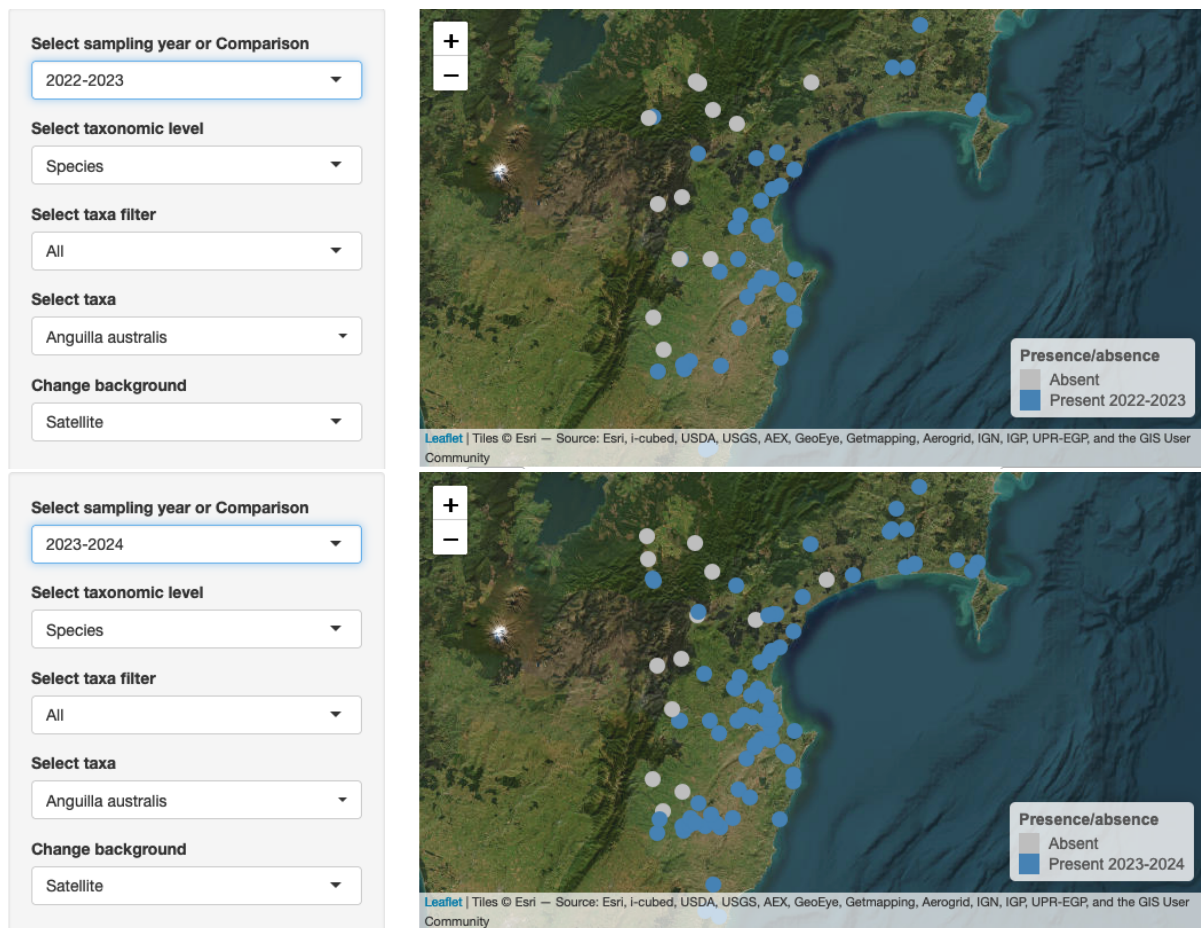 Select sampling year or Comparison
2022-2023
Select taxonomic level
Species
Select taxa filter
All
Select taxa
Anguilla australis
Change background
Satellite
+
−
Presence/absence
Absent
Present 2022-2023
Leaflet | Tiles © Esri — Source: Esri, i-cubed, USDA, USGS, AEX, GeoEye, Getmapping, Aerogrid, IGN, IGP, UPR-EGP, and the GIS User
Community
Select sampling year or Comparison
2023-2024
Select taxonomic level
Species
Select taxa filter
All
Select taxa
Anguilla australis
Change background
Satellite
+
−
Presence/absence
Absent
Present 2023-2024
Leaflet | Tiles © Esri — Source: Esri, i-cubed, USDA, USGS, AEX, GeoEye, Getmapping, Aerogrid, IGN, IGP, UPR-EGP, and the GIS User
Community